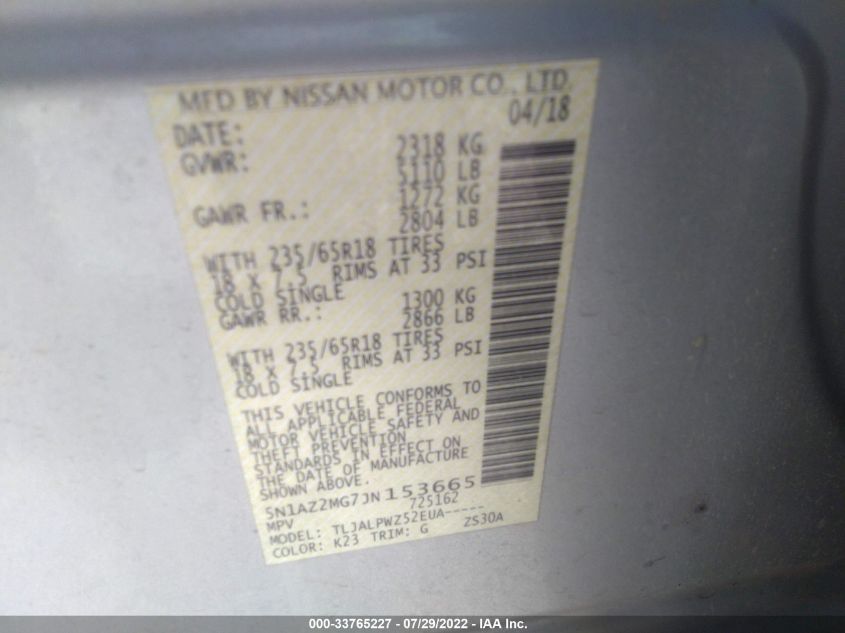 MFD BY NISSAN MOTOR CO., LTD.
DATE: 04/18
GVWR: 2318 KG
5110 LB
GAWR FR.: 1272 KG
2804 LB
WITH 235/65R18 TIRES
18 X 7.5 RIMS AT 33 PSI
COLD SINGLE
GAWR RR.: 1300 KG
2866 LB
WITH 235/65R18 TIRES
18 X 7.5 RIMS AT 33 PSI
COLD SINGLE
THIS VEHICLE CONFORMS TO
ALL APPLICABLE FEDERAL
MOTOR VEHICLE SAFETY AND
THEFT PREVENTION
STANDARDS IN EFFECT ON
THE DATE OF MANUFACTURE
SHOWN ABOVE.
5N1AZ2MG7JN153665
MPV 725162
MODEL: TLJALPWZ52EUA-----
COLOR: K23 TRIM: G ZS30A
000-33765227 - 07/29/2022 - IAA Inc.